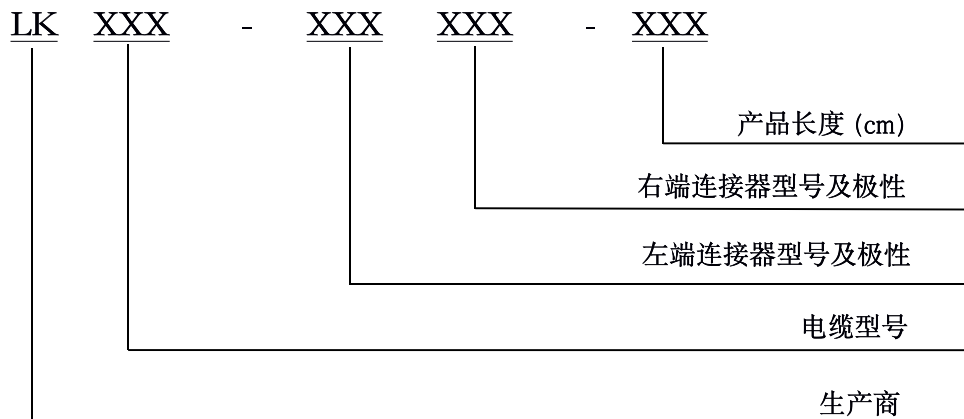 LK XXX - XXX XXX - XXX
产品长度(cm)
右端连接器型号及极性
左端连接器型号及极性
电缆型号
生产商